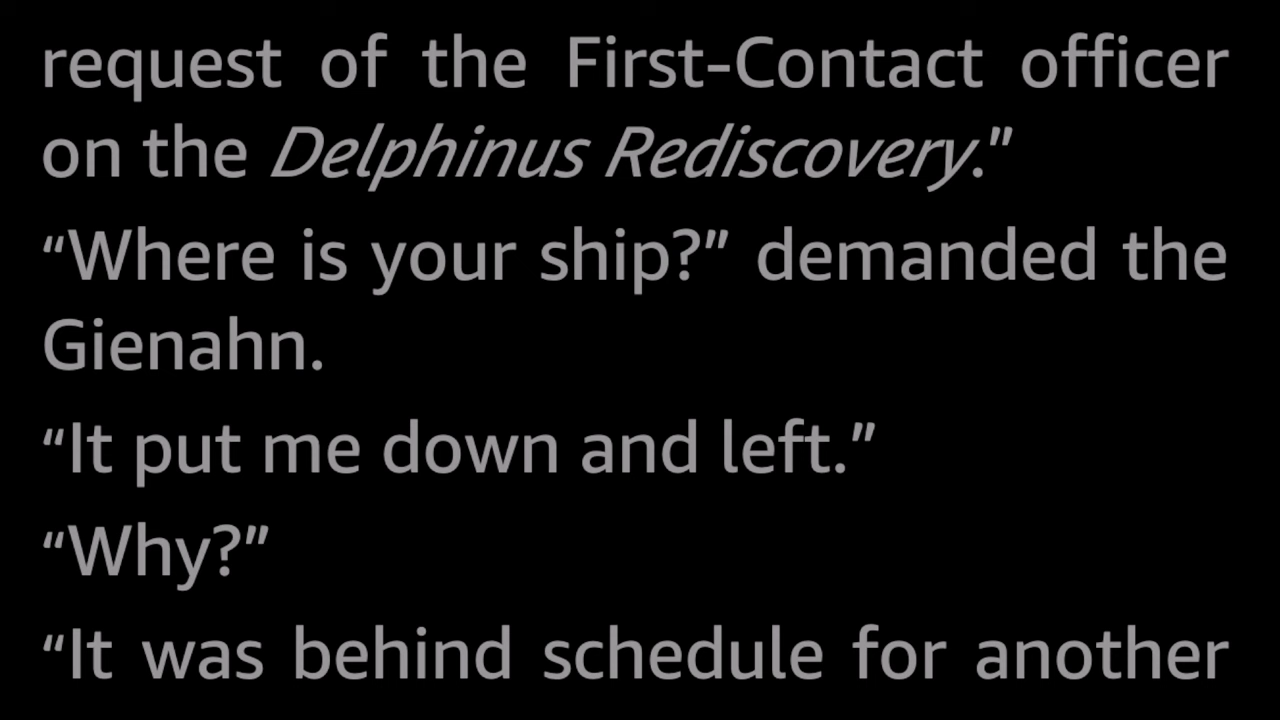 request of the First-Contact officer
on the Delphinus Rediscovery."
“Where is your ship?” demanded the
Gienahn.
“It put me down and left.”
“Why?”
“It was behind schedule for another